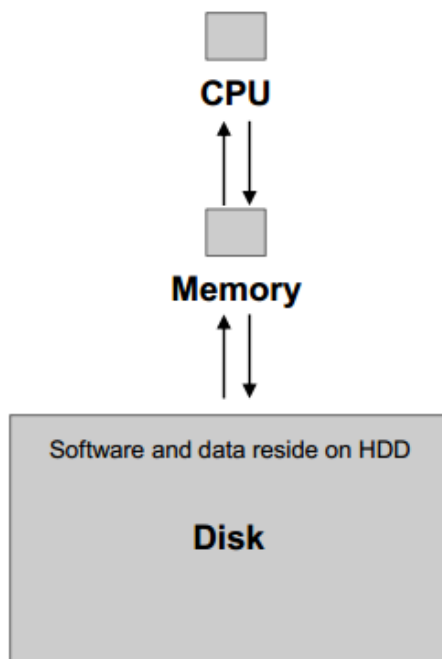 CPU
Memory
Software and data reside on HDD
Disk